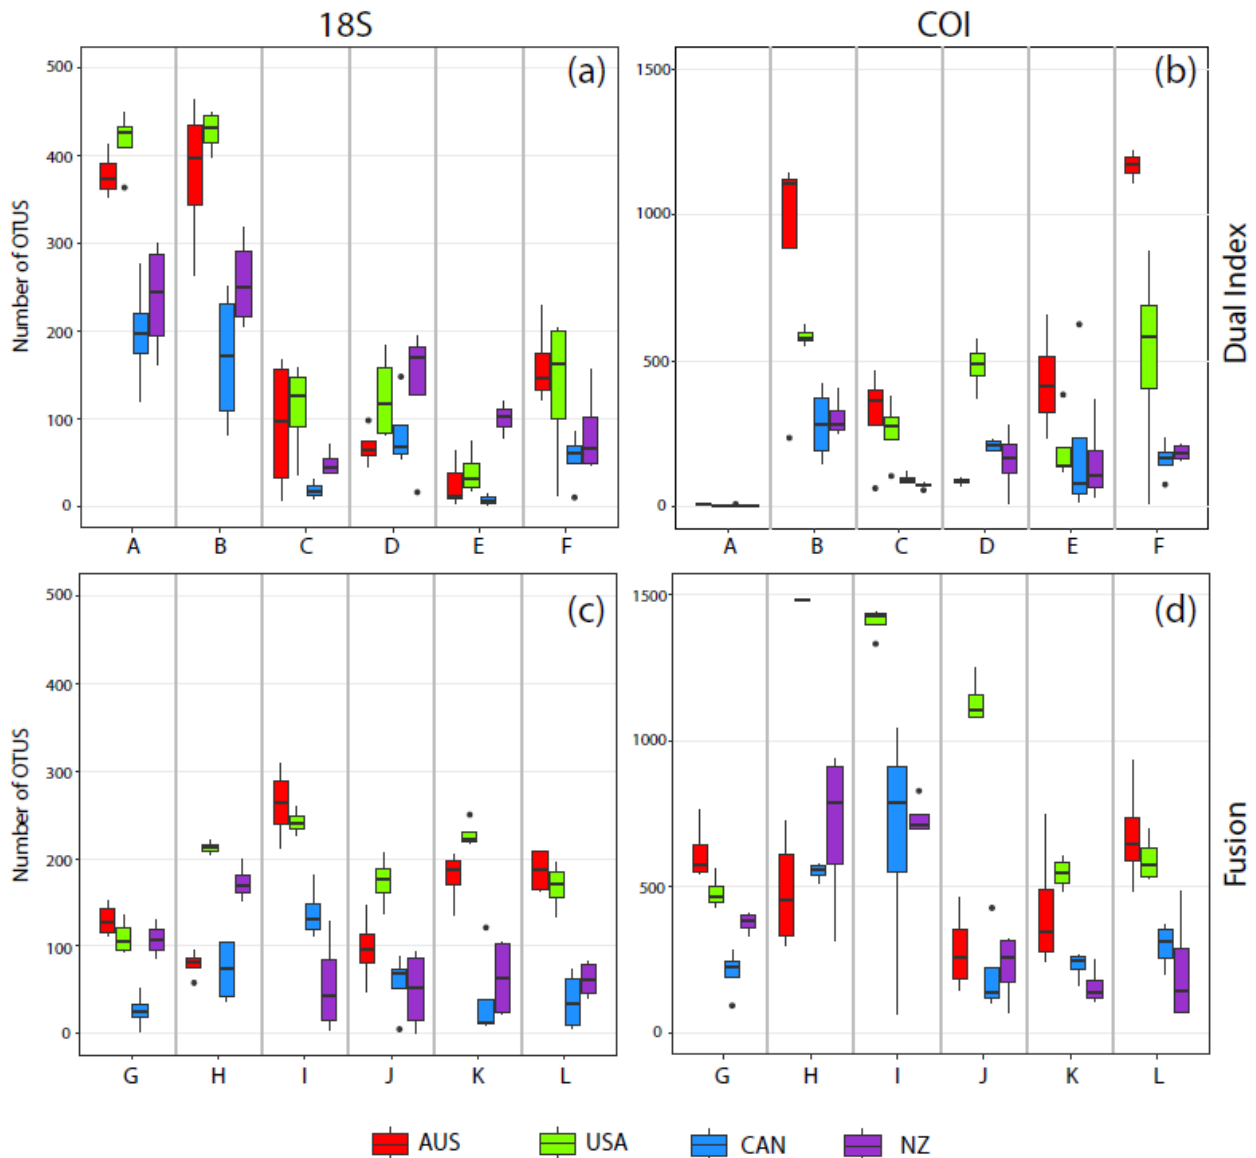 18S COI
(a) (b)
500
400
300
200
100
0
Number of OTUS
A B C D E F
1500
1000
500
0
A B C D E F
Dual Index
(c) (d)
500
400
300
200
100
0
Number of OTUS
G H I J K L
1500
1000
500
0
G H I J K L
Fusion
AUS USA CAN NZ